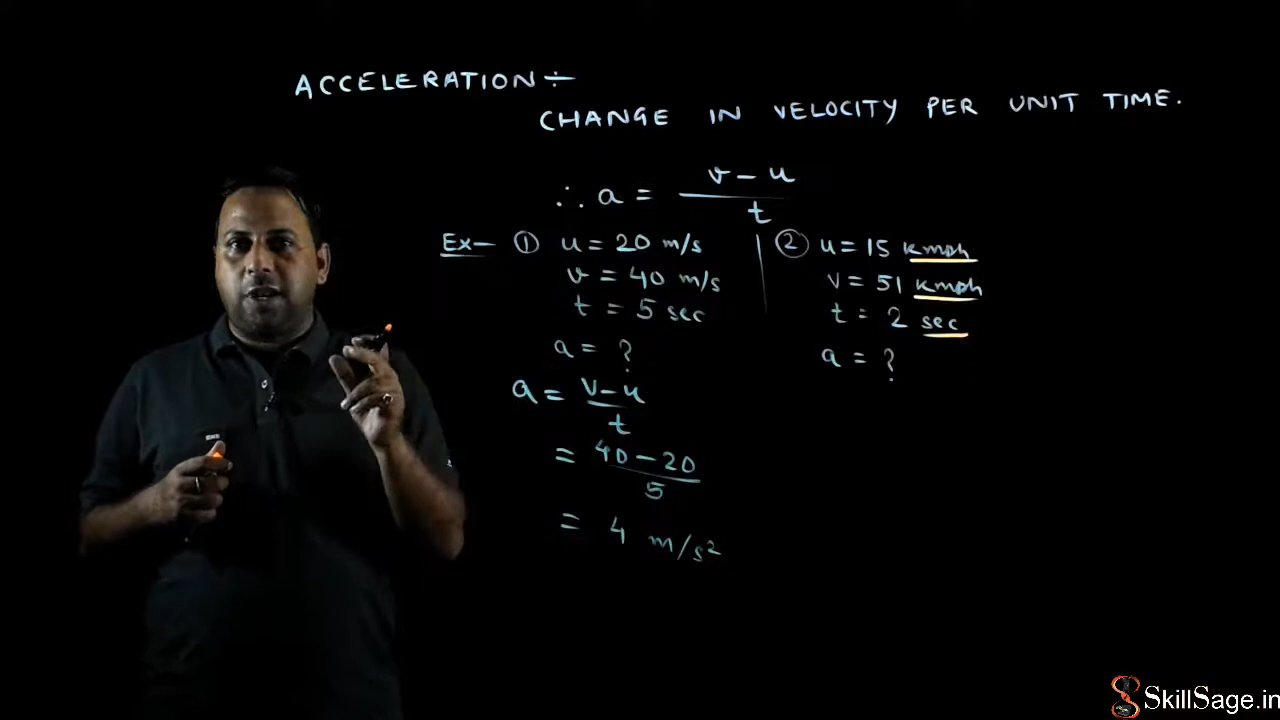 ACCELERATION ÷
CHANGE IN VELOCITY PER UNIT TIME.
∴ a = v - u
t
Ex- ① u = 20 m/s
v = 40 m/s
t = 5 sec
a = ?
a = v - u
t
= 40 - 20
5
= 4 m/s²
② u = 15 kmph
v = 51 kmph
t = 2 sec
a = ?
SkillSage.in